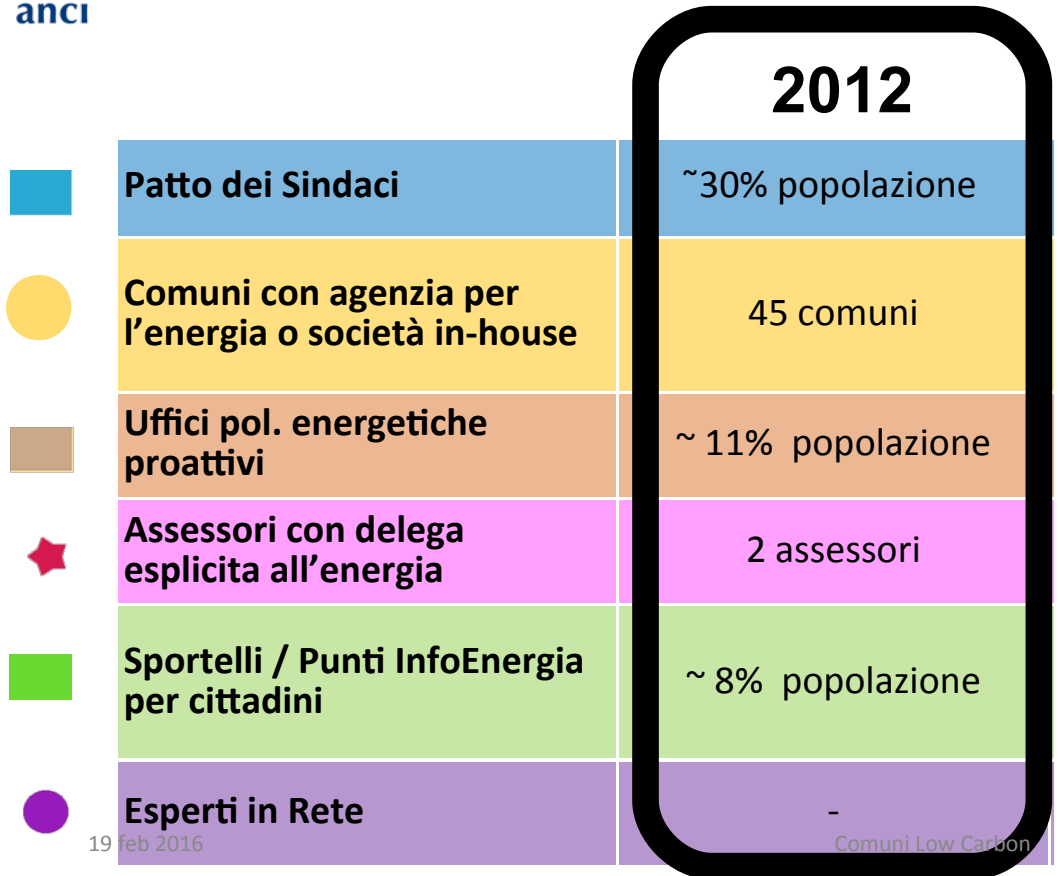 anci
2012
Patto dei Sindaci
~30% popolazione
Comuni con agenzia per
l’energia o società in-house
45 comuni
Uffici pol. energetiche
proattivi
~ 11% popolazione
Assessori con delega
esplicita all’energia
2 assessori
Sportelli / Punti InfoEnergia
per cittadini
~ 8% popolazione
Esperti in Rete
-
19 feb 2016
Comuni Low Carbon